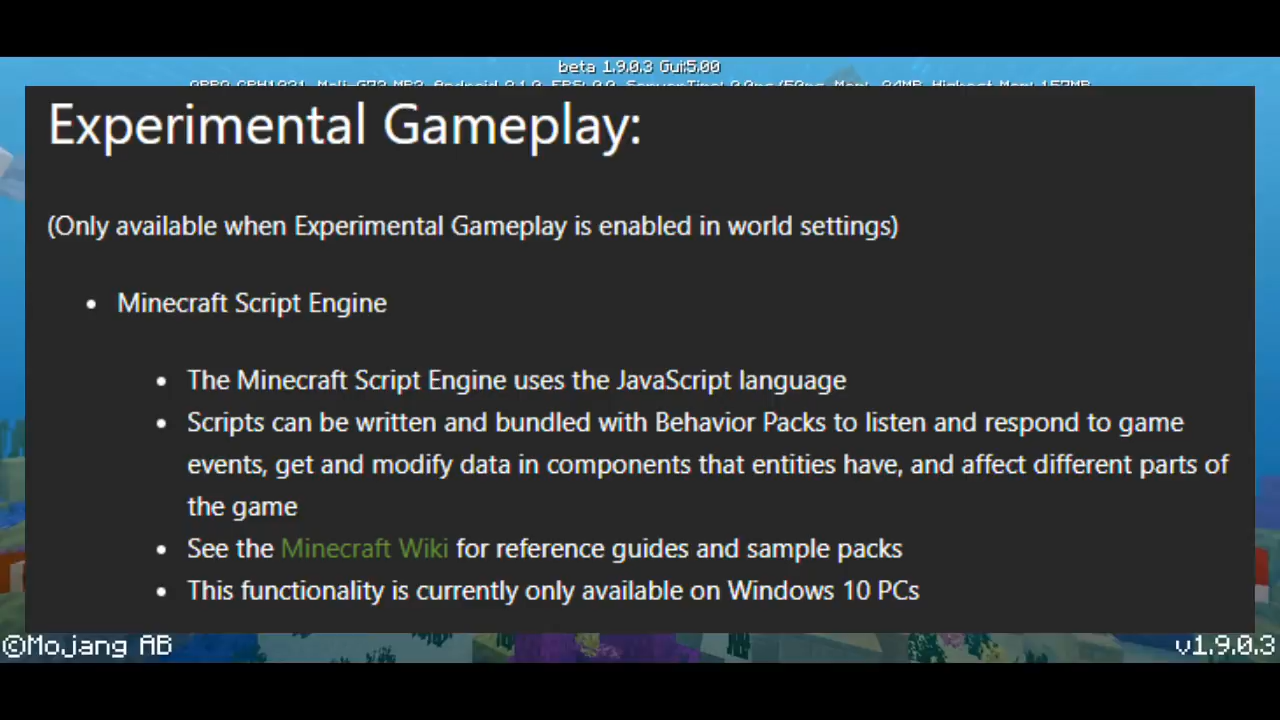 beta 1.9.0.3 Gui:5.00
Experimental Gameplay:
(Only available when Experimental Gameplay is enabled in world settings)
• Minecraft Script Engine
• The Minecraft Script Engine uses the JavaScript language
• Scripts can be written and bundled with Behavior Packs to listen and respond to game
events, get and modify data in components that entities have, and affect different parts of
the game
• See the Minecraft Wiki for reference guides and sample packs
• This functionality is currently only available on Windows 10 PCs
©Mojang AB
v1.9.0.3